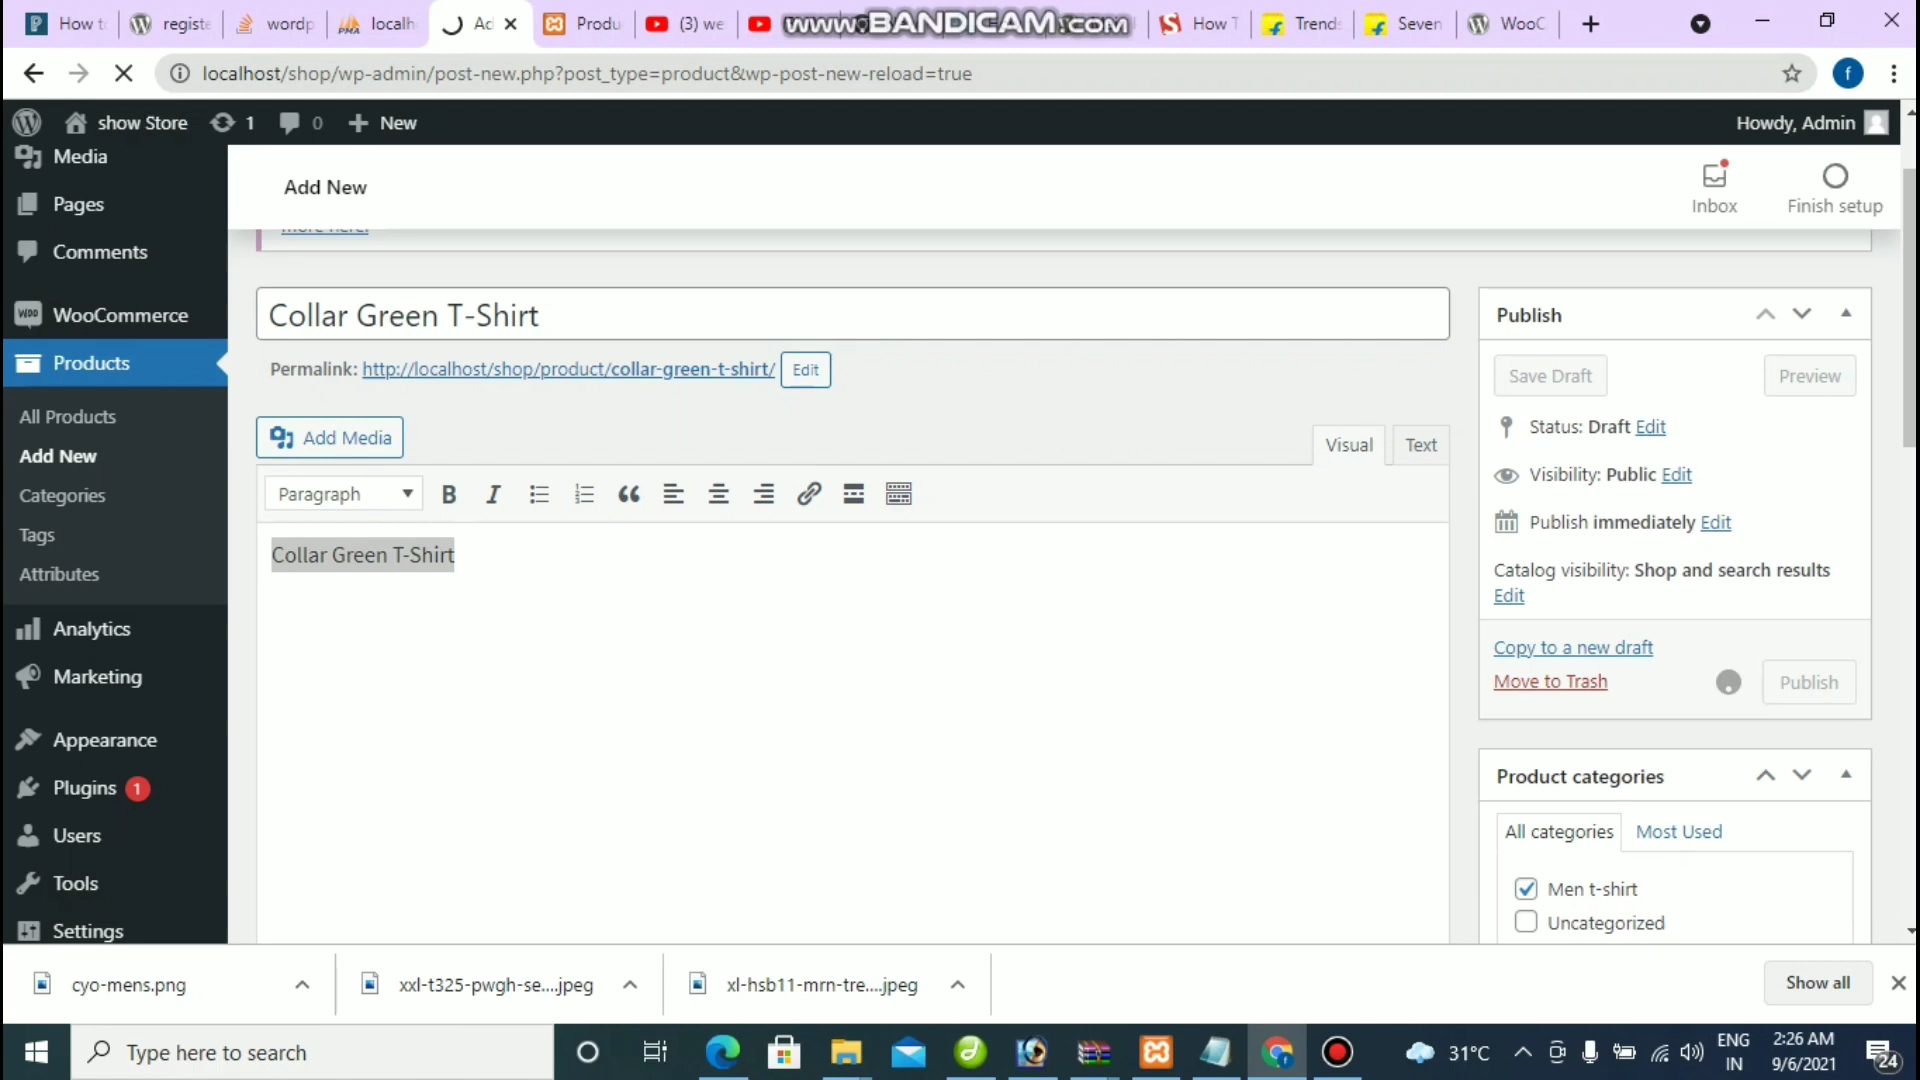 How t
registe
wordp
localh
Ac
Produ
(3) we
www.BANDICAM.com
How T
Trends
Seven
WooC
localhost/shop/wp-admin/post-new.php?post_type=product&wp-post-new-reload=true
f
show Store
1
0
New
Howdy, Admin
Media
Pages
Comments
WooCommerce
Products
All Products
Add New
Categories
Tags
Attributes
Analytics
Marketing
Appearance
Plugins 1
Users
Tools
Settings
Add New
Inbox
Finish setup
more here.
Collar Green T-Shirt
Permalink: http://localhost/shop/product/collar-green-t-shirt/ Edit
Add Media
Visual
Text
Paragraph
Collar Green T-Shirt
Publish
Save Draft
Preview
Status: Draft Edit
Visibility: Public Edit
Publish immediately Edit
Catalog visibility: Shop and search results
Edit
Copy to a new draft
Move to Trash
Publish
Product categories
All categories
Most Used
Men t-shirt
Uncategorized
cyo-mens.png
xxl-t325-pwgh-se....jpeg
xl-hsb11-mrn-tre....jpeg
Show all
Type here to search
31°C
ENG
IN
2:26 AM
9/6/2021
24